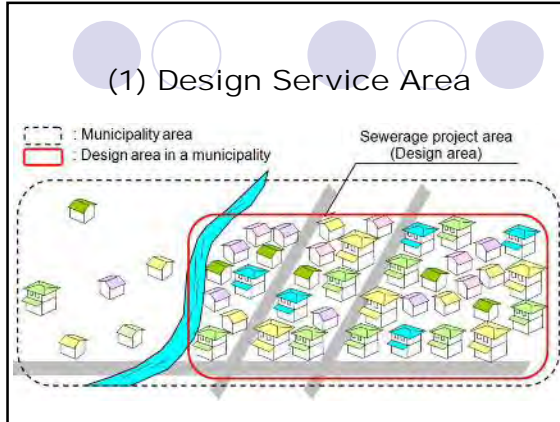 (1) Design Service Area
: Municipality area
: Design area in a municipality
Sewerage project area
(Design area)